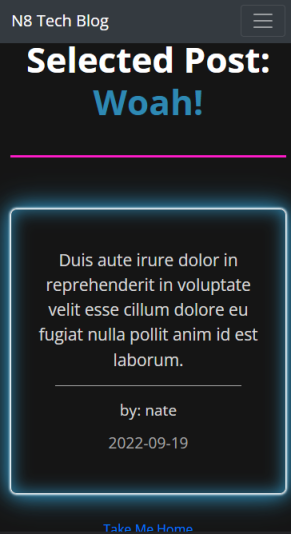 N8 Tech Blog
Selected Post:
Woah!
Duis aute irure dolor in
reprehenderit in voluptate
velit esse cillum dolore eu
fugiat nulla pollit anim id est
laborum.
by: nate
2022-09-19
Take Me Home